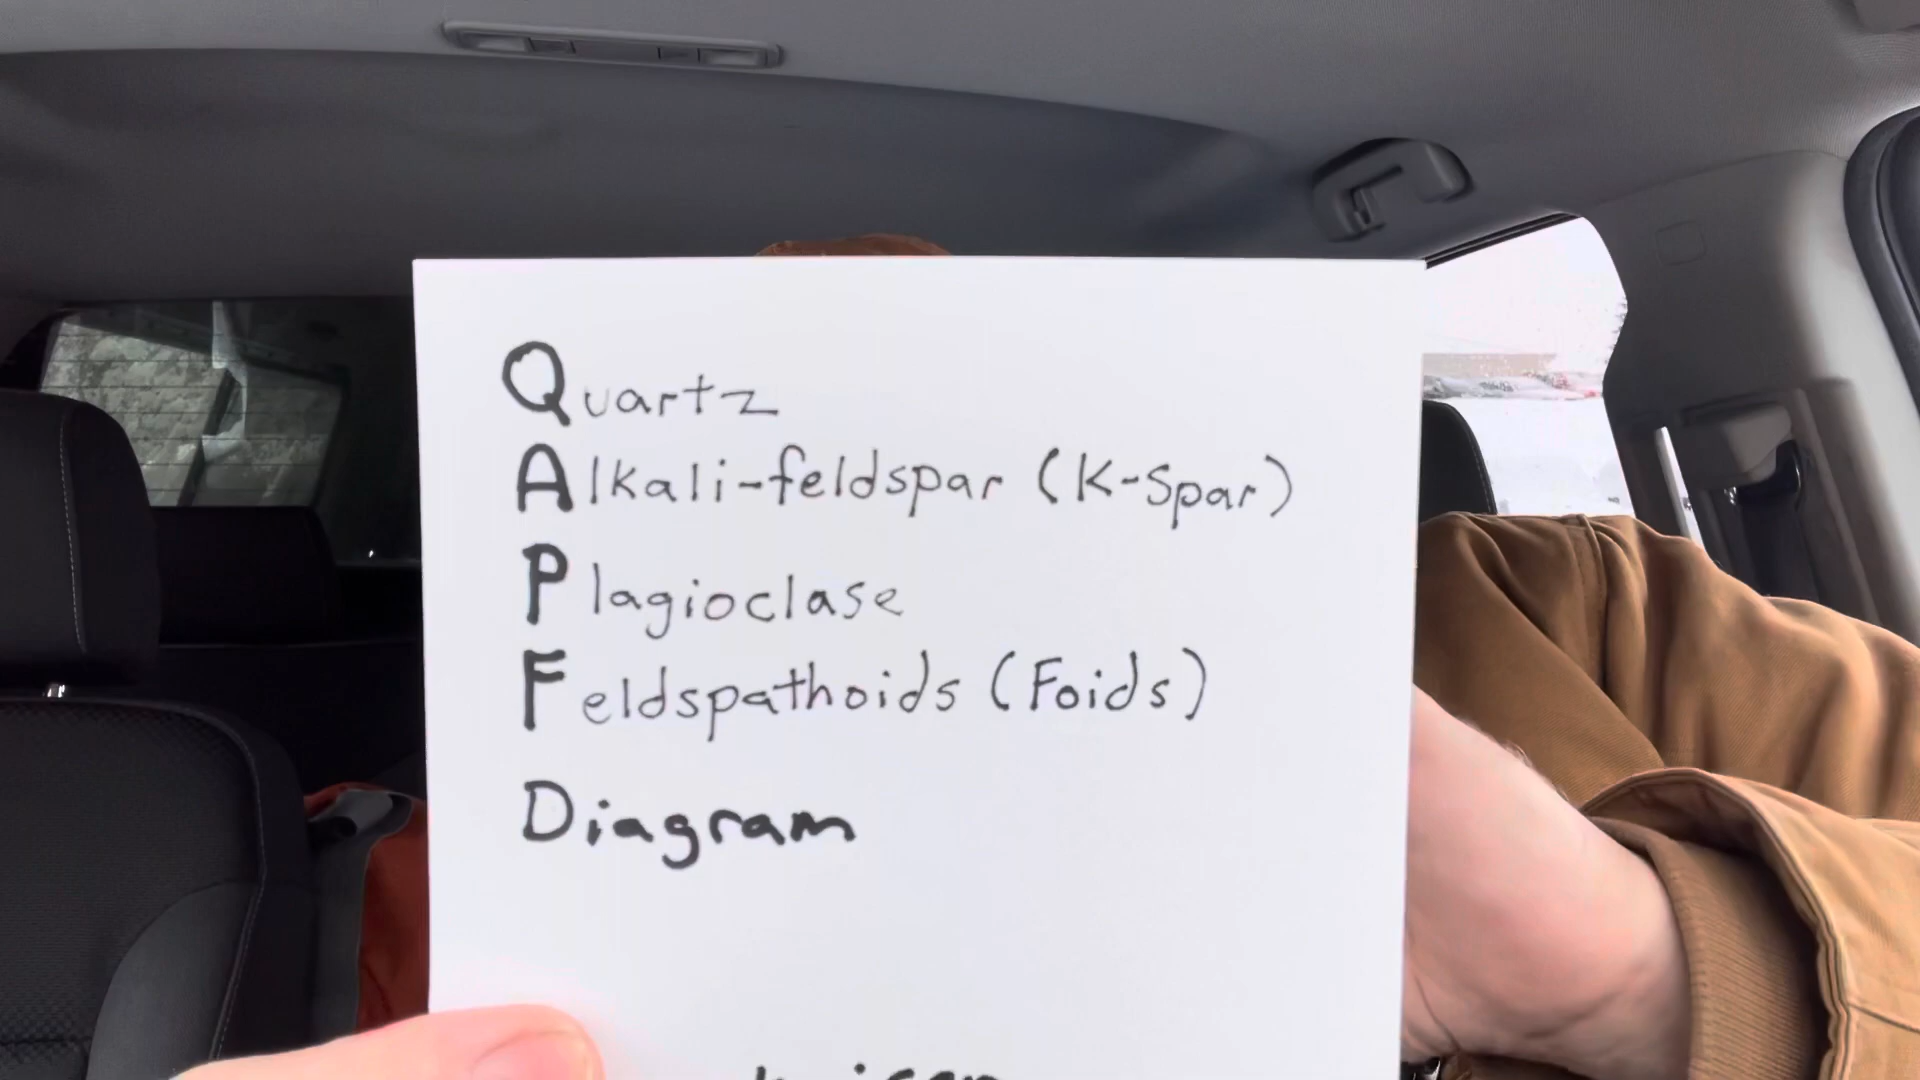 Quartz
Alkali-feldspar (K-Spar)
Plagioclase
Feldspathoids (Foids)
Diagram